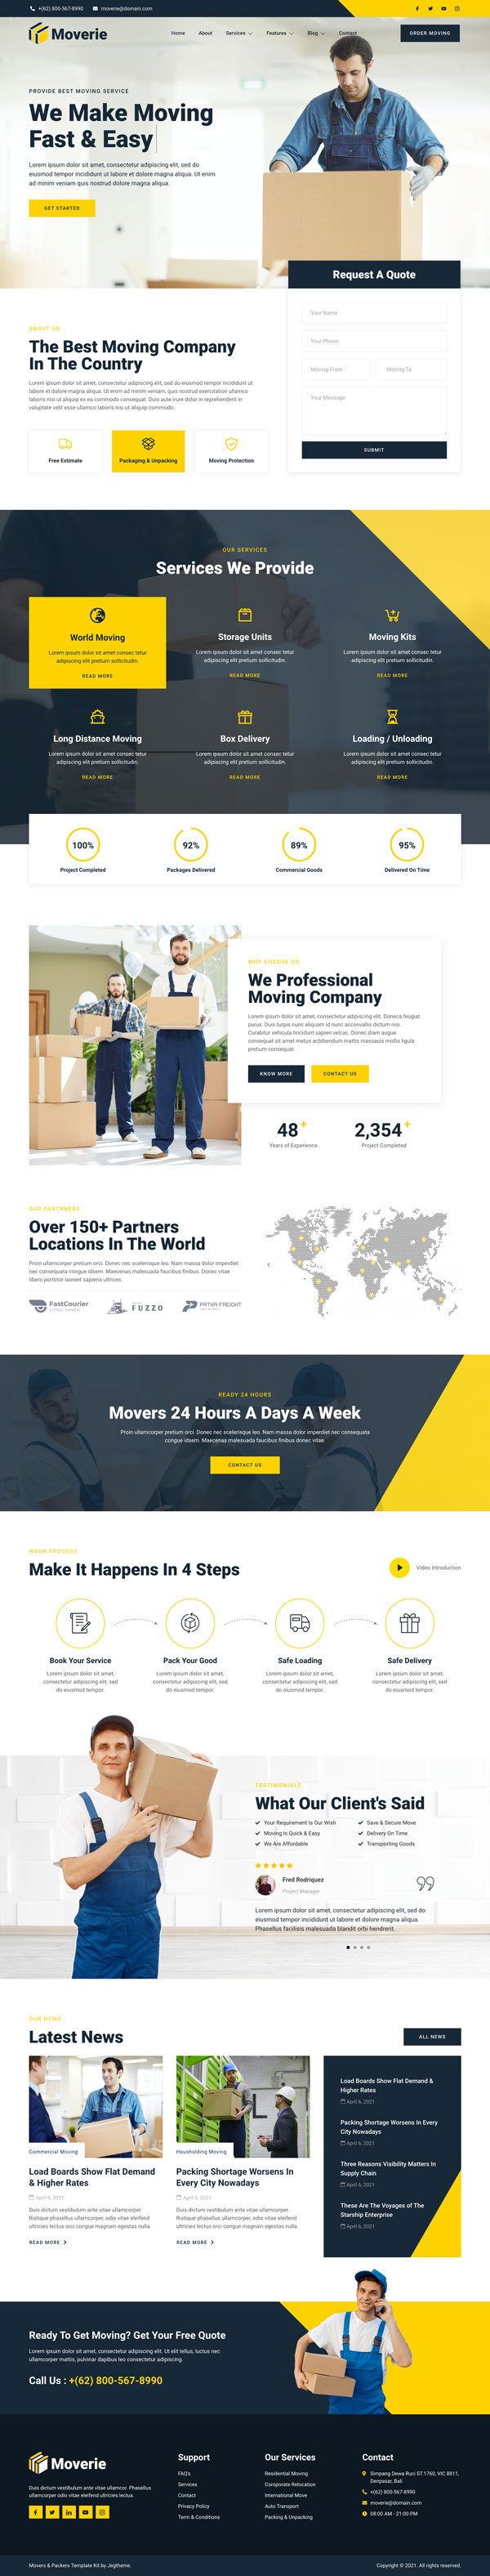 +(62) 800-567-8990 moverie@domain.com
Moverie
Home About Services Features Blog Contact
ORDER MOVING
PROVIDE BEST MOVING SERVICE
We Make Moving
Fast & Easy
Lorem ipsum dolor sit amet, consectetur adipiscing elit, sed do
eiusmod tempor incididunt ut labore et dolore magna aliqua. Ut enim
ad minim veniam quis nostrud dolore magna aliqua.
GET STARTED
Request A Quote
Your Name
Your Phone
Moving From Moving To
Your Message
SUBMIT
ABOUT US
The Best Moving Company
In The Country
Lorem ipsum dolor sit amet, consectetur adipiscing elit, sed do eiusmod tempor incididunt ut
labore et dolore magna aliqua. Ut enim ad minim veniam, quis nostrud exercitation ullamco
laboris nisi ut aliquip ex ea commodo consequat. Duis aute irure dolor in reprehenderit in
voluptate velit esse ullamco laboris nisi ut aliquip commodo.
Free Estimate
Packaging & Unpacking
Moving Protection
OUR SERVICES
Services We Provide
World Moving
Lorem ipsum dolor sit amet consec tetur
adipiscing elit pretium sollicitudin.
READ MORE
Storage Units
Lorem ipsum dolor sit amet consec tetur
adipiscing elit pretium sollicitudin.
READ MORE
Moving Kits
Lorem ipsum dolor sit amet consec tetur
adipiscing elit pretium sollicitudin.
READ MORE
Long Distance Moving
Lorem ipsum dolor sit amet consec tetur
adipiscing elit pretium sollicitudin.
READ MORE
Box Delivery
Lorem ipsum dolor sit amet consec tetur
adipiscing elit pretium sollicitudin.
READ MORE
Loading / Unloading
Lorem ipsum dolor sit amet consec tetur
adipiscing elit pretium sollicitudin.
READ MORE
100%
Project Completed
92%
Packages Delivered
89%
Commercial Goods
95%
Delivered On Time
WHY CHOOSE US
We Professional
Moving Company
Lorem ipsum dolor sit amet, consectetur adipiscing elit. Doneca feugiat
purus. Duis turpis nunc aliquam id nunc acconvallis dictum nisi.
Curabitur vehicula tincidunt sapien velcac. Donec diam augue
consequat sit amet metus acbibendum mattis massauis mollis ligula
pretium consequat.
KNOW MORE CONTACT US
48+
Years of Experience
2,354+
Project Completed
OUR PARTNERS
Over 150+ Partners
Locations In The World
Proin ullamcorper pretium orci. Donec nec scelerisque leo. Nam massa dolor imperdiet
nec consequata congue idsem. Maecenas malesuada faucibus finibus. Donec vitae
libero porttitor laoreet sapiena ultrices.
FastCourier
FUZZO
PATKA FREIGHT
READY 24 HOURS
Movers 24 Hours A Days A Week
Proin ullamcorper pretium orci. Donec nec scelerisque leo. Nam massa dolor imperdiet nec consequata
congue idsem. Maecenas malesuada faucibus finibus donec vitae.
CONTACT US
WORK PROCESS
Make It Happens In 4 Steps
Video Introduction
Book Your Service
Lorem ipsum dolor sit amet,
consectetur adipiscing elit, sed
do eiusmod tempor.
Pack Your Good
Lorem ipsum dolor sit amet,
consectetur adipiscing elit, sed
do eiusmod tempor.
Safe Loading
Lorem ipsum dolor sit amet,
consectetur adipiscing elit, sed
do eiusmod tempor.
Safe Delivery
Lorem ipsum dolor sit amet,
consectetur adipiscing elit, sed
do eiusmod tempor.
TESTIMONIALS
What Our Client's Said
Your Requirement Is Our Wish
Moving Is Quick & Easy
We Are Affordable
Save & Secure Move
Delivery On Time
Transporting Goods
Fred Rodriquez
Project Manager
Lorem ipsum dolor sit amet, consectetur adipiscing elit, sed do
eiusmod tempor incididunt ut labore et dolore magna aliqua.
Phasellus facilisis malesuada blandit orbi hendrerit.
OUR NEWS
Latest News
ALL NEWS
Commercial Moving
Load Boards Show Flat Demand
& Higher Rates
April 6, 2021
Duis dictum vestibulum ante vitae ullamcorper.
Ristique phasellus ullamcorper, odio vitae eleifend
ultricies lectus orci congue magnain egestas nulla.
READ MORE
Housholding Moving
Packing Shortage Worsens In
Every City Nowadays
April 6, 2021
Duis dictum vestibulum ante vitae ullamcorper.
Ristique phasellus ullamcorper, odio vitae eleifend
ultricies lectus orci congue magnain egestas nulla.
READ MORE
Load Boards Show Flat Demand &
Higher Rates
April 6, 2021
Packing Shortage Worsens In Every
City Nowadays
April 6, 2021
Three Reasons Visibility Matters In
Supply Chain
April 6, 2021
These Are The Voyages of The
Starship Enterprise
April 6, 2021
Ready To Get Moving? Get Your Free Quote
Lorem ipsum dolor sit amet, consectetur adipiscing elit. Ut elit tellus, luctus nec
ullamcorper mattis, pulvinar dapibus leo consectetur adipiscing.
Call Us : +(62) 800-567-8990
Moverie
Duis dictum vestibulum ante vitae ullamcor. Phasellus
ullamcorper odio vitae eleifend ultricies lectus.
Support
FAQ's
Services
Contact
Privacy Policy
Term & Conditions
Our Services
Residential Moving
Coroporate Relocation
International Move
Auto Transport
Packing & Unpacking
Contact
Simpang Dewa Ruci ST.1760, VIC 8811,
Denpasar, Bali
+(62) 800-567-8990
moverie@domain.com
08:00 AM - 21:00 PM
Movers & Packers Template Kit by Jegtheme.
Copyright © 2021. All rights reserved.